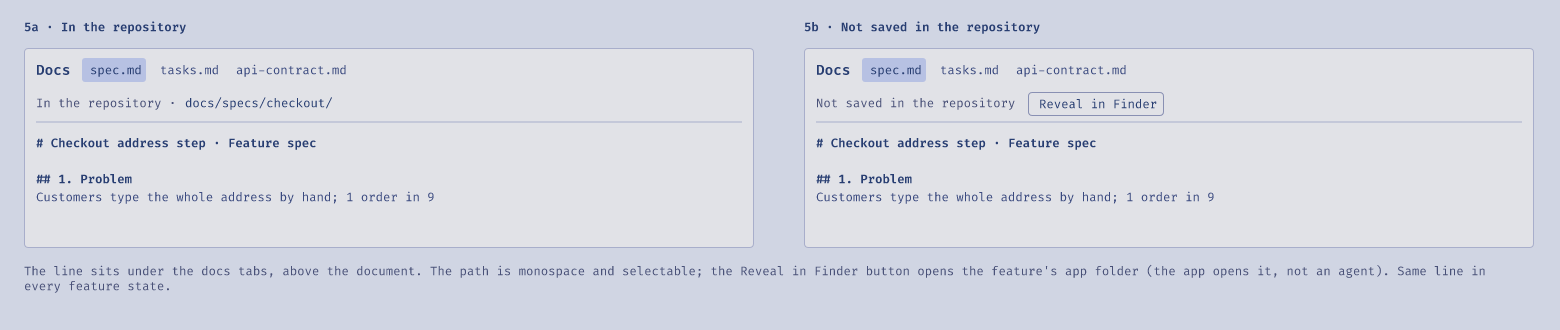 5a · In the repository
Docs spec.md tasks.md api-contract.md
In the repository · docs/specs/checkout/
# Checkout address step · Feature spec
## 1. Problem
Customers type the whole address by hand; 1 order in 9
5b · Not saved in the repository
Docs spec.md tasks.md api-contract.md
Not saved in the repository Reveal in Finder
# Checkout address step · Feature spec
## 1. Problem
Customers type the whole address by hand; 1 order in 9
The line sits under the docs tabs, above the document. The path is monospace and selectable; the Reveal in Finder button opens the feature's app folder (the app opens it, not an agent). Same line in
every feature state.